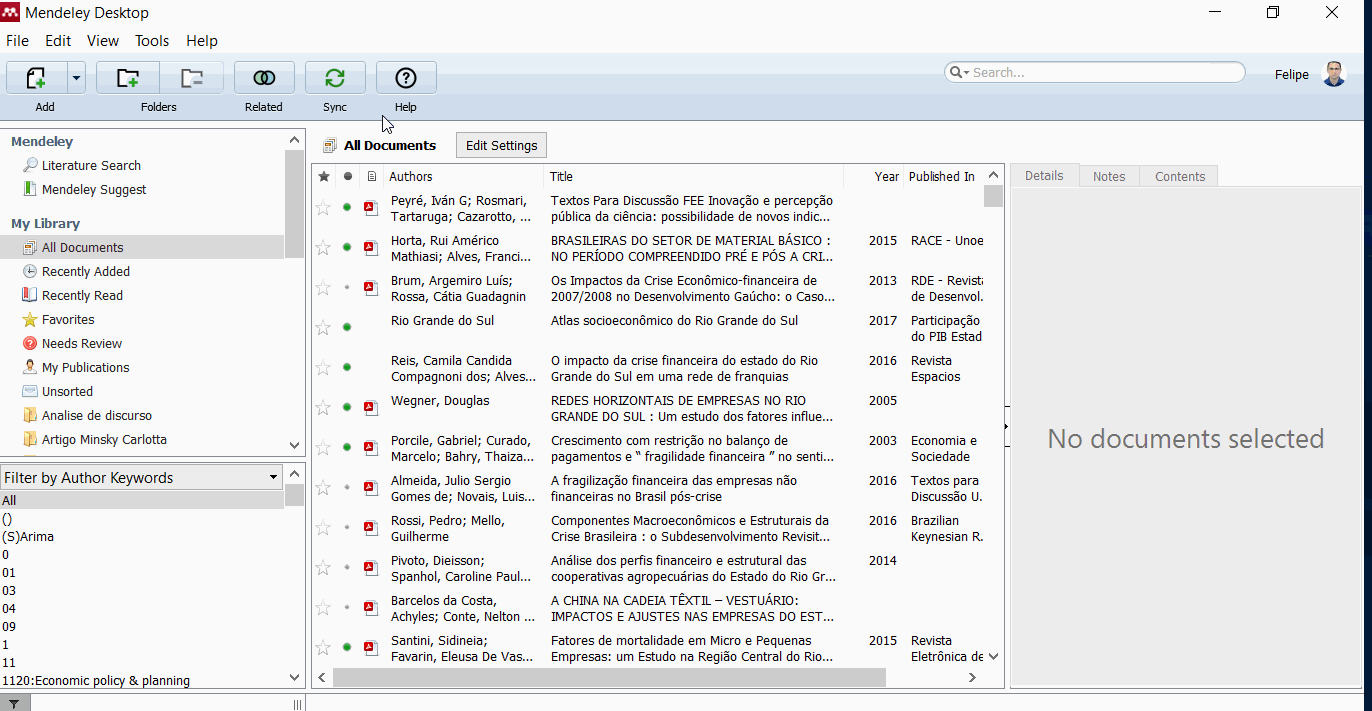 Mendeley Desktop
File Edit View Tools Help
Search...
Felipe
Add Folders Related Sync Help
Mendeley
Literature Search
Mendeley Suggest
My Library
All Documents
Recently Added
Recently Read
Favorites
Needs Review
My Publications
Unsorted
Analise de discurso
Artigo Minsky Carlotta
Filter by Author Keywords
All
()
(S)Arima
0
01
03
04
09
1
11
1120:Economic policy & planning
All Documents Edit Settings
Authors Title Year Published In
Peyré, Iván G; Rosmari, Textos Para Discussão FEE Inovação e percepção
Tartaruga; Cazarotto, ... pública da ciência: possibilidade de novos indic...
Horta, Rui Américo BRASILEIRAS DO SETOR DE MATERIAL BÁSICO : 2015 RACE - Unoe
Mathiasi; Alves, Franci... NO PERÍODO COMPREENDIDO PRÉ E PÓS A CRI...
Brum, Argemiro Luís; Os Impactos da Crise Econômico-financeira de 2013 RDE - Revista
Rossa, Cátia Guadagnin 2007/2008 no Desenvolvimento Gaúcho: o Caso... de Desenvol.
Rio Grande do Sul Atlas socioeconômico do Rio Grande do Sul 2017 Participação
do PIB Estad
Reis, Camila Candida O impacto da crise financeira do estado do Rio 2016 Revista
Compagnoni dos; Alves... Grande do Sul em uma rede de franquias Espacios
Wegner, Douglas REDES HORIZONTAIS DE EMPRESAS NO RIO 2005
GRANDE DO SUL : Um estudo dos fatores influe...
Porcile, Gabriel; Curado, Crescimento com restrição no balanço de 2003 Economia e
Marcelo; Bahry, Thaiza... pagamentos e “ fragilidade financeira ” no senti... Sociedade
Almeida, Julio Sergio A fragilização financeira das empresas não 2016 Textos para
Gomes de; Novais, Luis... financeiras no Brasil pós-crise Discussão U.
Rossi, Pedro; Mello, Componentes Macroeconômicos e Estruturais da 2016 Brazilian
Guilherme Crise Brasileira : o Subdesenvolvimento Revisit... Keynesian R.
Pivoto, Dieisson; Análise dos perfis financeiro e estrutural das 2014
Spanhol, Caroline Paul... cooperativas agropecuárias do Estado do Rio Gr...
Barcelos da Costa, A CHINA NA CADEIA TÊXTIL – VESTUÁRIO:
Achyles; Conte, Nelton ... IMPACTOS E AJUSTES NAS EMPRESAS DO EST...
Santini, Sidineia; Fatores de mortalidade em Micro e Pequenas 2015 Revista
Favarin, Eleusa De Vas... Empresas: um Estudo na Região Central do Rio... Eletrônica de
Details Notes Contents
No documents selected